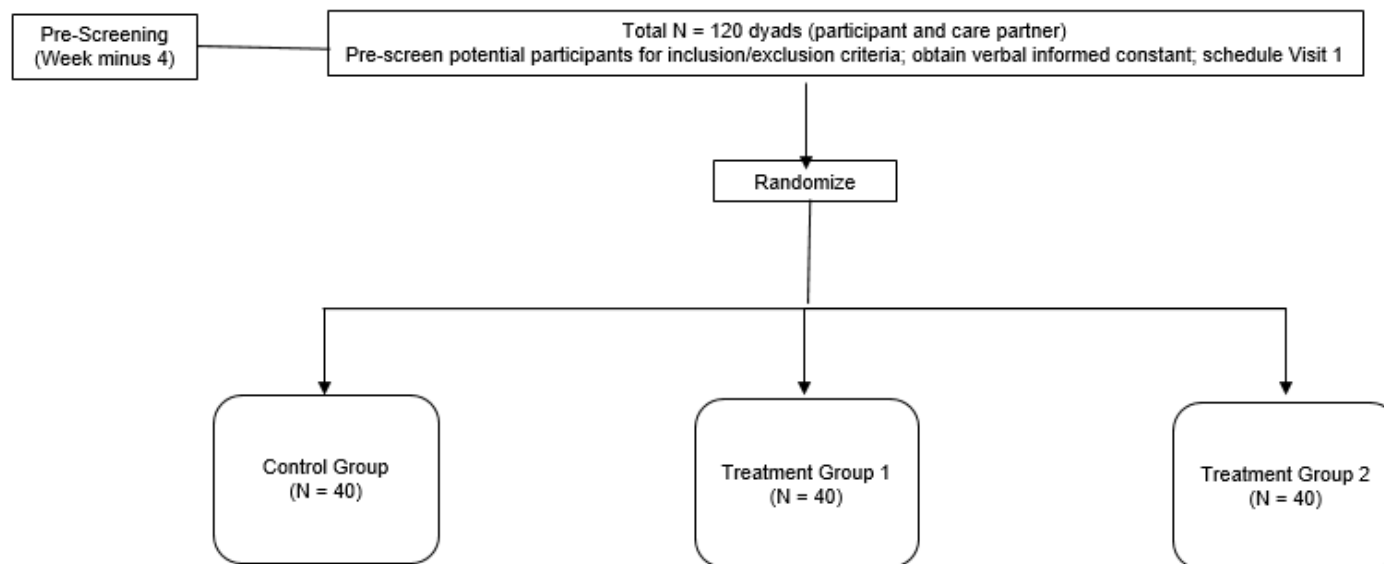 Pre-Screening
(Week minus 4)
Total N = 120 dyads (participant and care partner)
Pre-screen potential participants for inclusion/exclusion criteria; obtain verbal informed constant; schedule Visit 1
Randomize
Control Group
(N = 40)
Treatment Group 1
(N = 40)
Treatment Group 2
(N = 40)